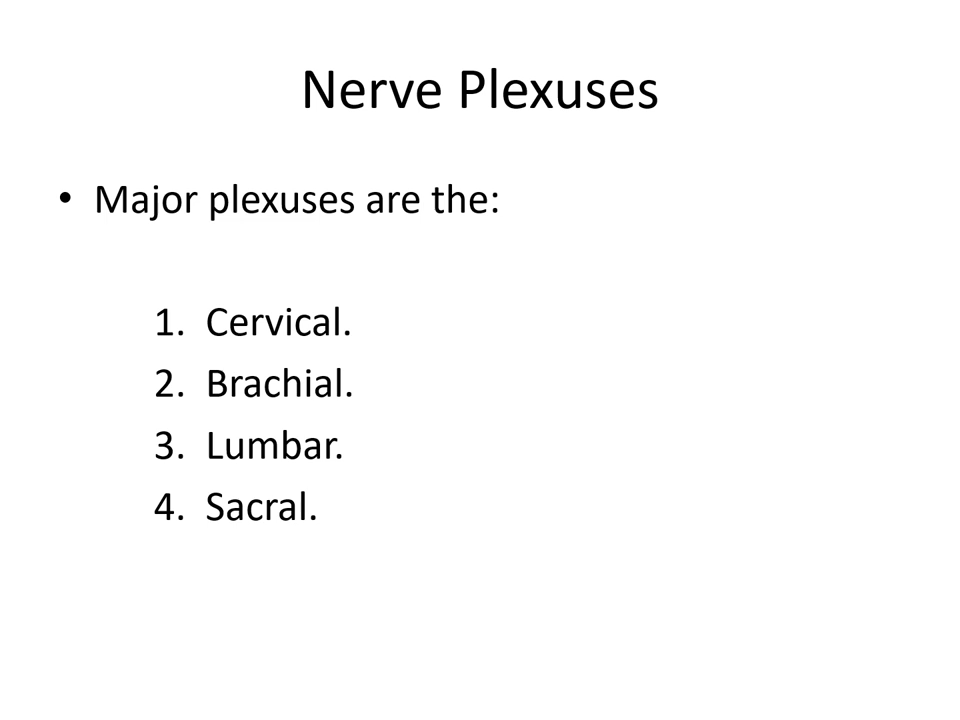 Nerve Plexuses
• Major plexuses are the:
1. Cervical.
2. Brachial.
3. Lumbar.
4. Sacral.